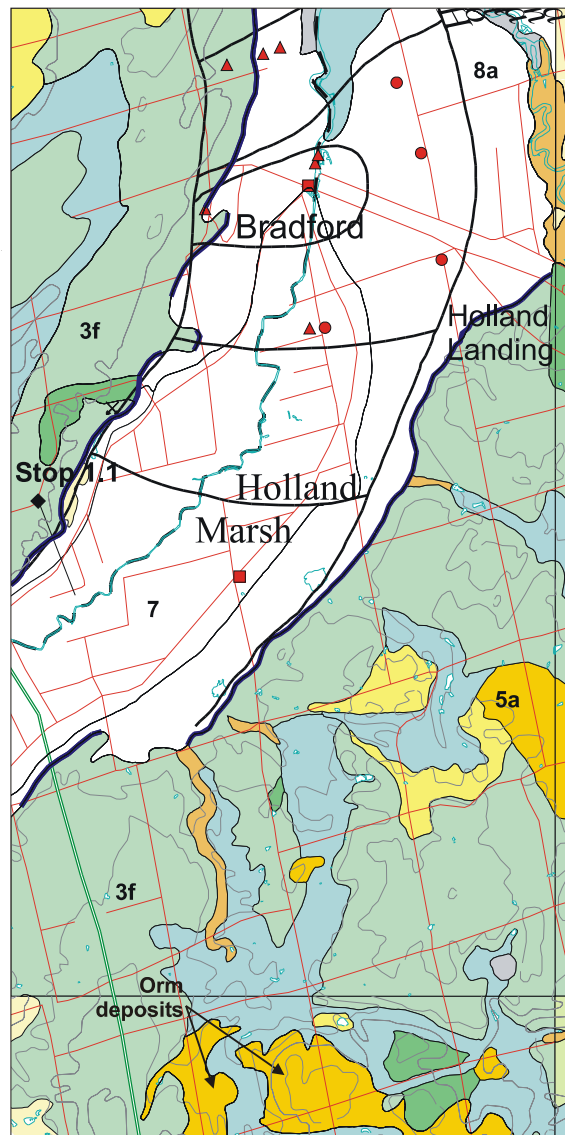 8a
Bradford
Holland
Landing
3f
Stop 1.1
Holland
Marsh
7
5a
3f
Orm
deposits